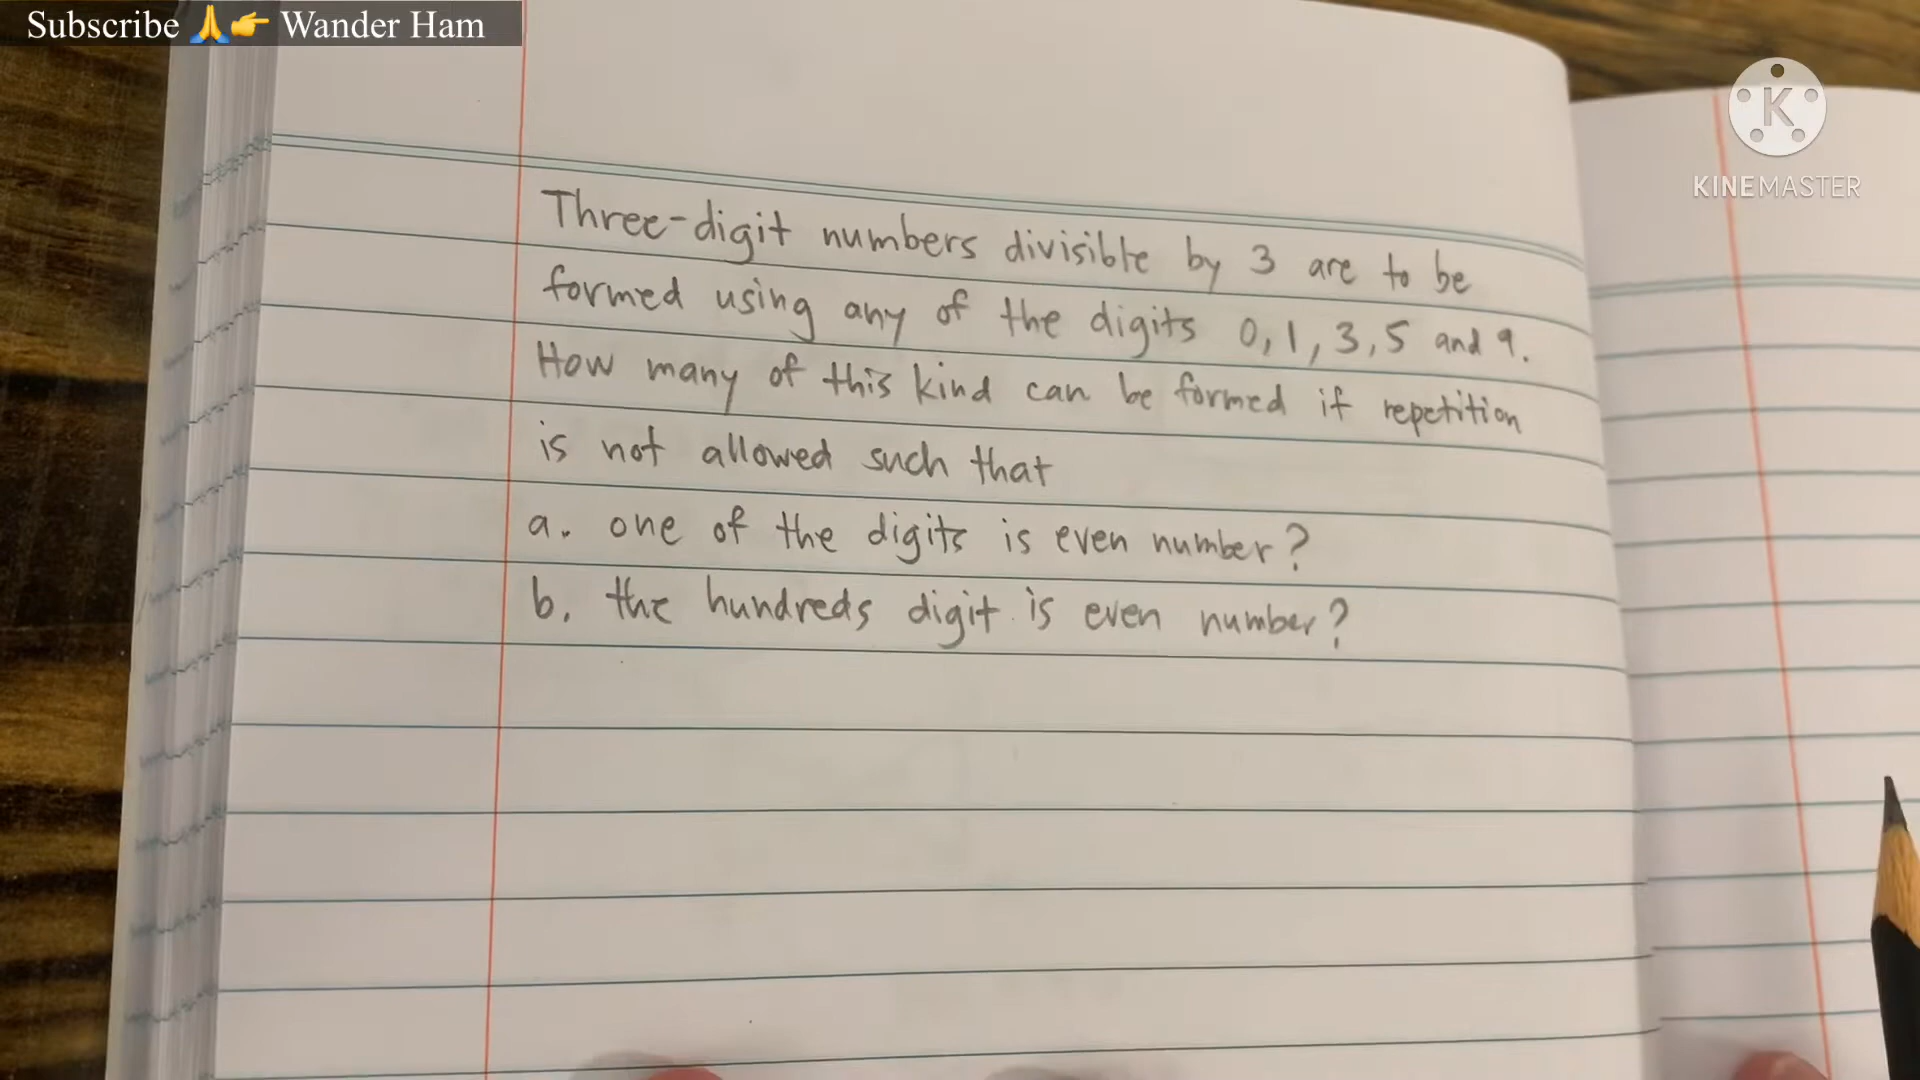 Subscribe 🙏👉 Wander Ham
K
KINEMASTER
Three-digit numbers divisible by 3 are to be
formed using any of the digits 0, 1, 3, 5 and 9.
How many of this kind can be formed if repetition
is not allowed such that
a. one of the digits is even number?
b. the hundreds digit is even number?